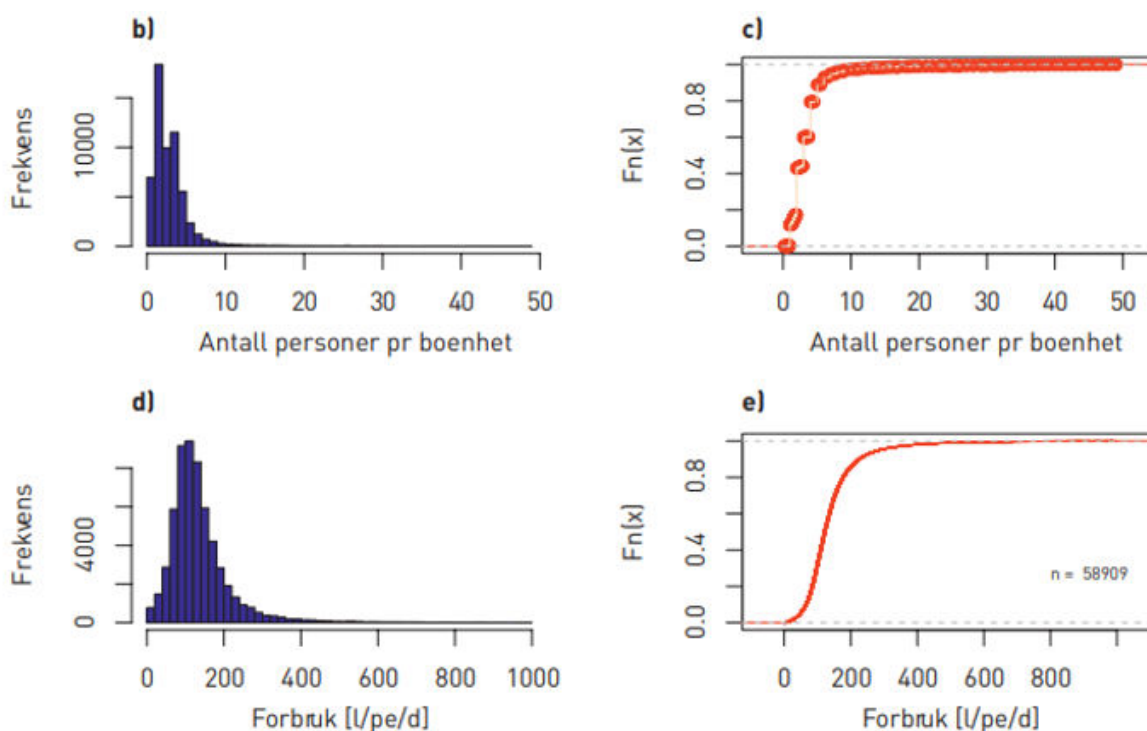 b)
Frekvens
10000
0
0 10 20 30 40 50
Antall personer pr boenhet
c)
Fn(x)
0.8
0.4
0.0
0 10 20 30 40 50
Antall personer pr boenhet
d)
Frekvens
4000
0
0 200 400 600 800 1000
Forbruk [l/pe/d]
e)
Fn(x)
0.8
0.4
0.0
n = 58909
0 200 400 600 800
Forbruk [l/pe/d]